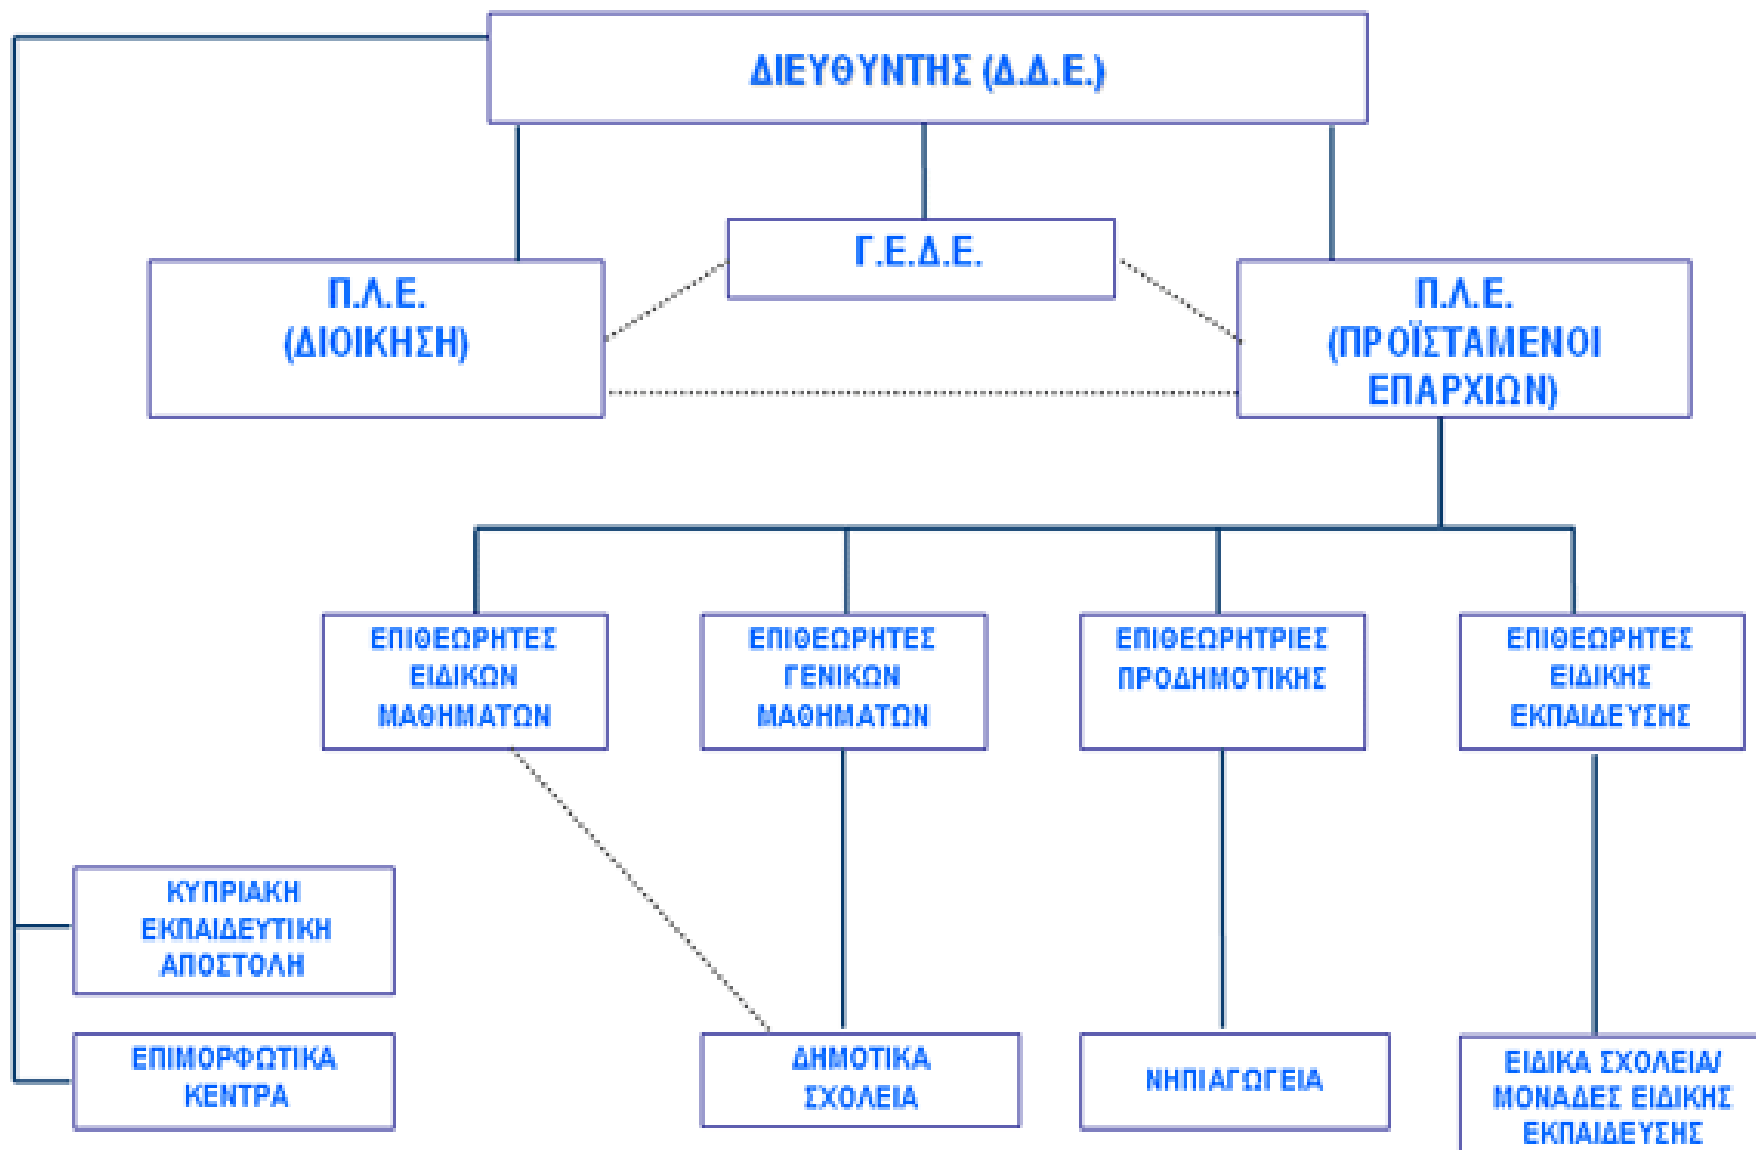 ΔΙΕΥΘΥΝΤΗΣ (Δ.Δ.Ε.)
Γ.Ε.Δ.Ε.
Π.Λ.Ε.
(ΔΙΟΙΚΗΣΗ)
Π.Λ.Ε.
(ΠΡΟΪΣΤΑΜΕΝΟΙ
ΕΠΑΡΧΙΩΝ)
ΕΠΙΘΕΩΡΗΤΕΣ
ΕΙΔΙΚΩΝ
ΜΑΘΗΜΑΤΩΝ
ΕΠΙΘΕΩΡΗΤΕΣ
ΓΕΝΙΚΩΝ
ΜΑΘΗΜΑΤΩΝ
ΕΠΙΘΕΩΡΗΤΡΙΕΣ
ΠΡΟΔΗΜΟΤΙΚΗΣ
ΕΠΙΘΕΩΡΗΤΕΣ
ΕΙΔΙΚΗΣ
ΕΚΠΑΙΔΕΥΣΗΣ
ΚΥΠΡΙΑΚΗ
ΕΚΠΑΙΔΕΥΤΙΚΗ
ΑΠΟΣΤΟΛΗ
ΕΠΙΜΟΡΦΩΤΙΚΑ
ΚΕΝΤΡΑ
ΔΗΜΟΤΙΚΑ
ΣΧΟΛΕΙΑ
ΝΗΠΙΑΓΩΓΕΙΑ
ΕΙΔΙΚΑ ΣΧΟΛΕΙΑ/
ΜΟΝΑΔΕΣ ΕΙΔΙΚΗΣ
ΕΚΠΑΙΔΕΥΣΗΣ